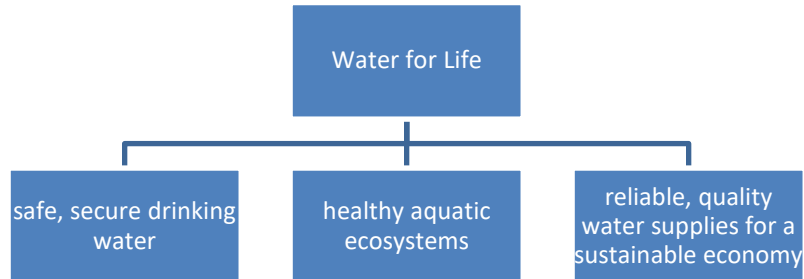 Water for Life
safe, secure drinking
water
healthy aquatic
ecosystems
reliable, quality
water supplies for a
sustainable economy